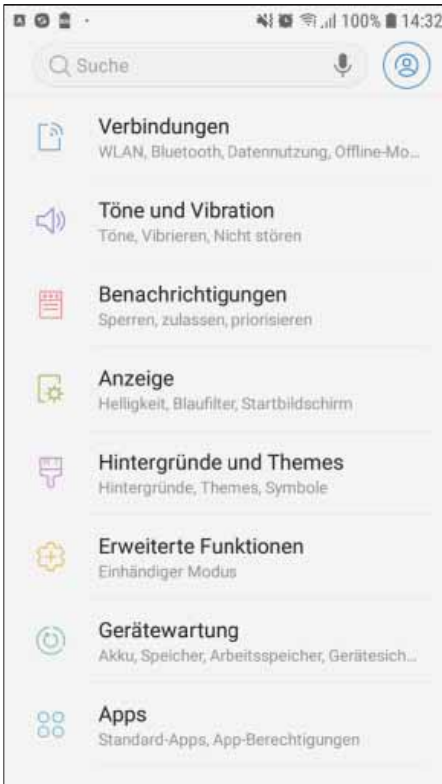 100% 14:32
Suche
Verbindungen
WLAN, Bluetooth, Datennutzung, Offline-Mo...
Töne und Vibration
Töne, Vibrieren, Nicht stören
Benachrichtigungen
Sperren, zulassen, priorisieren
Anzeige
Helligkeit, Blaufilter, Startbildschirm
Hintergründe und Themes
Hintergründe, Themes, Symbole
Erweiterte Funktionen
Einhändiger Modus
Gerätewartung
Akku, Speicher, Arbeitsspeicher, Gerätesich...
Apps
Standard-Apps, App-Berechtigungen